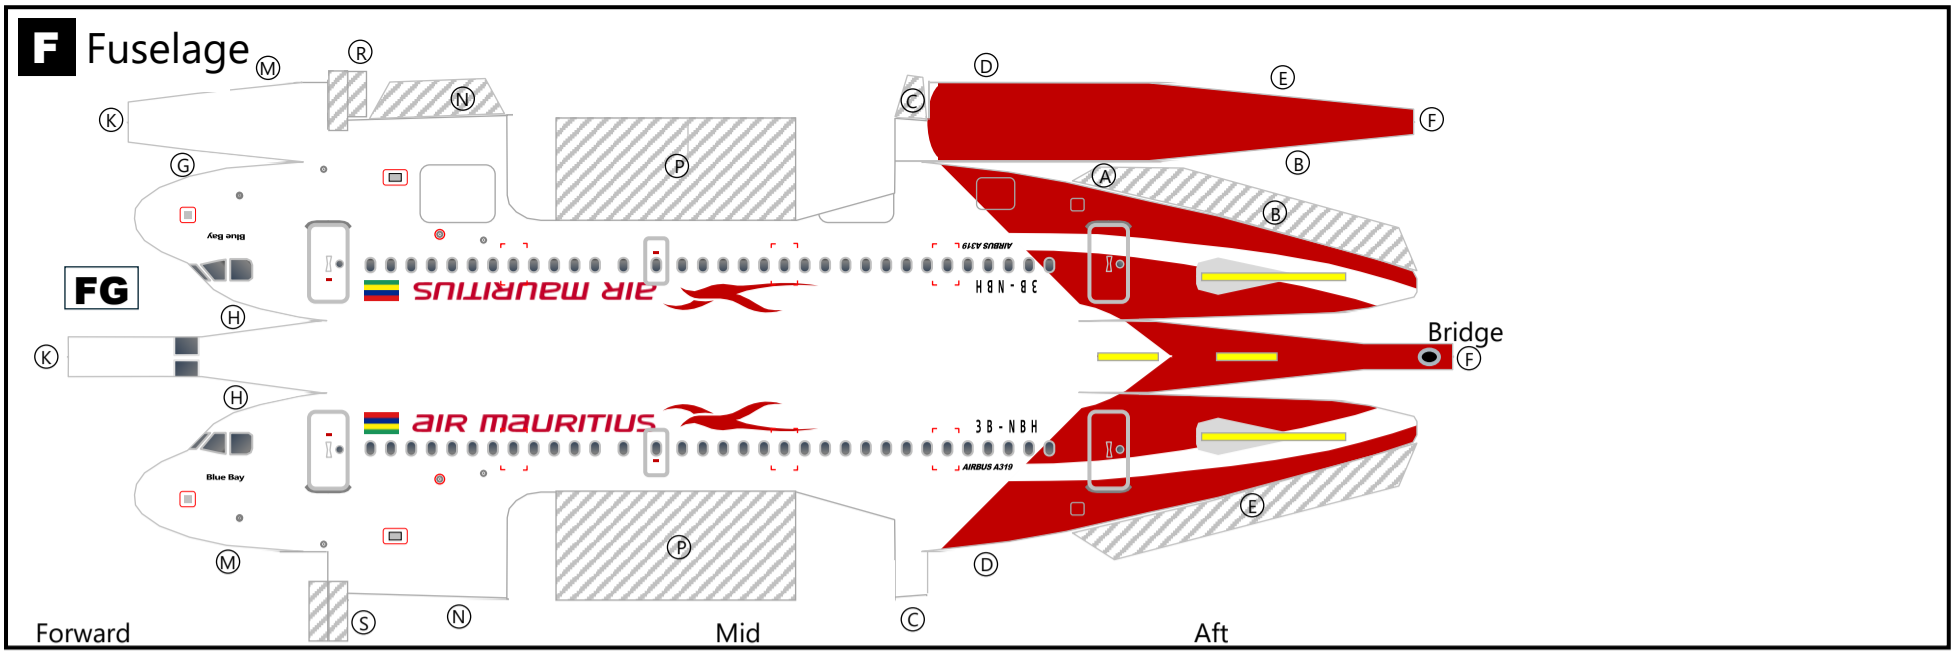 F Fuselage
M
R
D
E
N
C
K
F
G
P
A
B
B
Blue Bay
AIRBUS A319
FG
AIR MAURITIUS
3B-NBH
H
Bridge
K
F
H
AIR MAURITIUS
3B-NBH
AIRBUS A319
Blue Bay
E
M
P
D
S
N
C
Forward
Mid
Aft